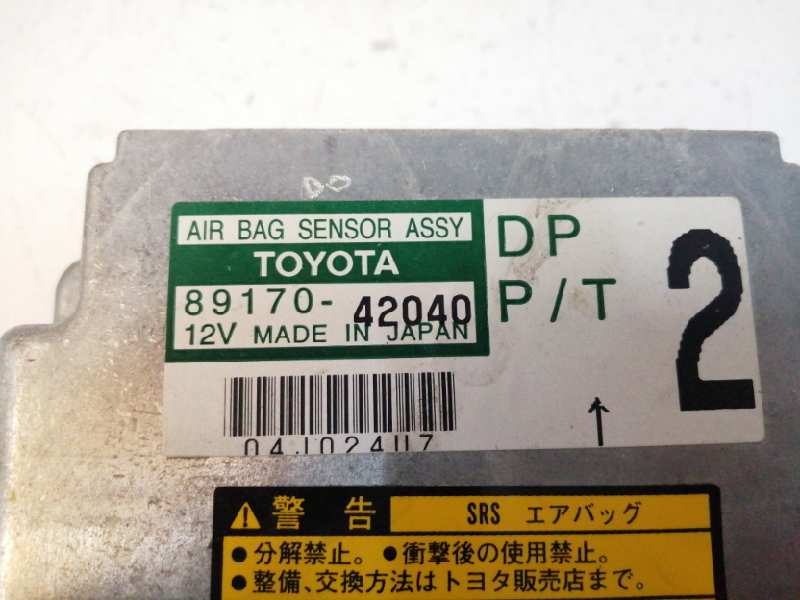 AIR BAG SENSOR ASSY
TOYOTA
89170-42040
12V MADE IN JAPAN
DP
P/T
2
04J024U7
⚠警告
SRS エアバッグ
●分解禁止。●衝撃後の使用禁止。
●整備、交換方法はトヨタ販売店まで。